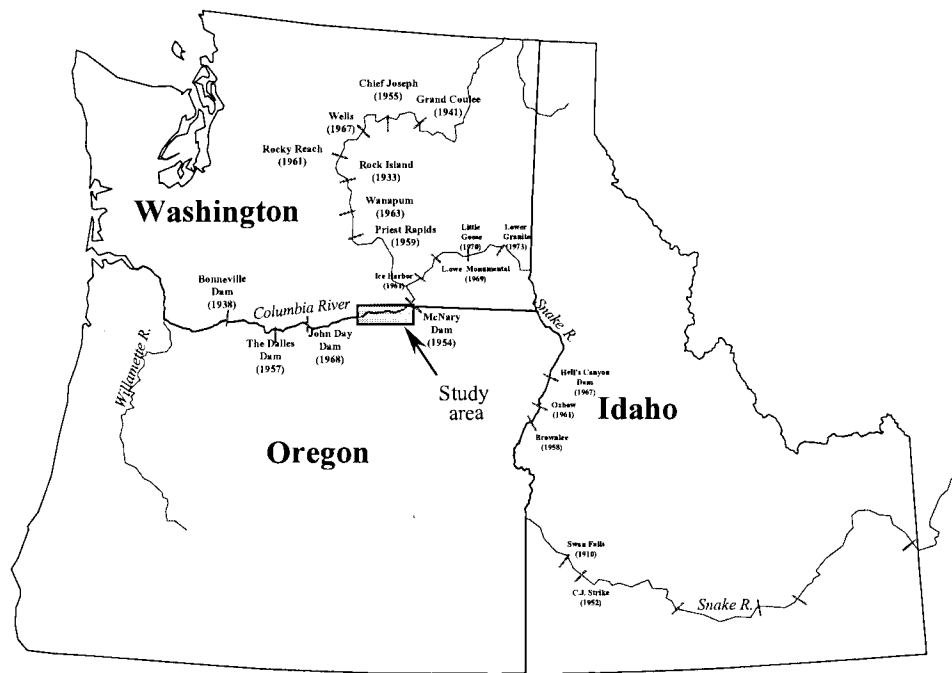 Chief Joseph
(1955)
Grand Coulee
(1941)
Wells
(1967)
Rocky Reach
(1961)
Rock Island
(1933)
Washington
Wanapum
(1963)
Priest Rapids
(1959)
Little
Goose
(1970)
Lower
Granite
(1973)
Lowe Monumental
(1969)
Ice Harbor
(1961)
Bonneville
Dam
(1938)
Columbia River
McNary
Dam
(1954)
The Dalles
Dam
(1957)
John Day
Dam
(1968)
Snake R.
Willamette R.
Study
area
Hell's Canyon
Dam
(1967)
Oxbow
(1961)
Idaho
Brownlee
(1958)
Oregon
Swan Falls
(1910)
C.J. Strike
(1952)
Snake R.